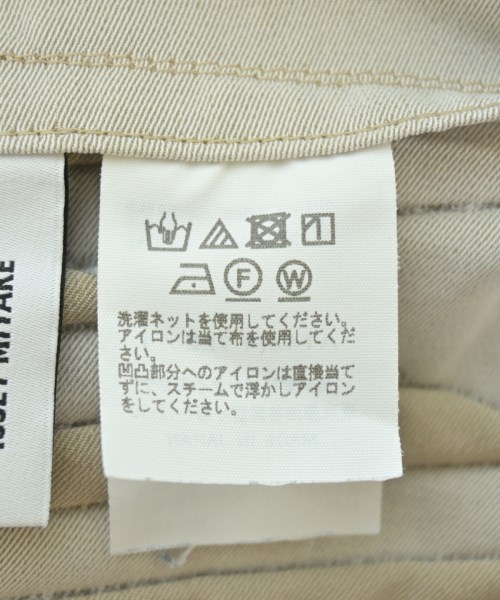 F W
洗濯ネットを使用してください。
アイロンは当て布を使用してください。
凹凸部分へのアイロンは直接当て
ずに、スチームで浮かしアイロン
をしてください。
ISSEY MIYAKE
MADE IN JAPAN